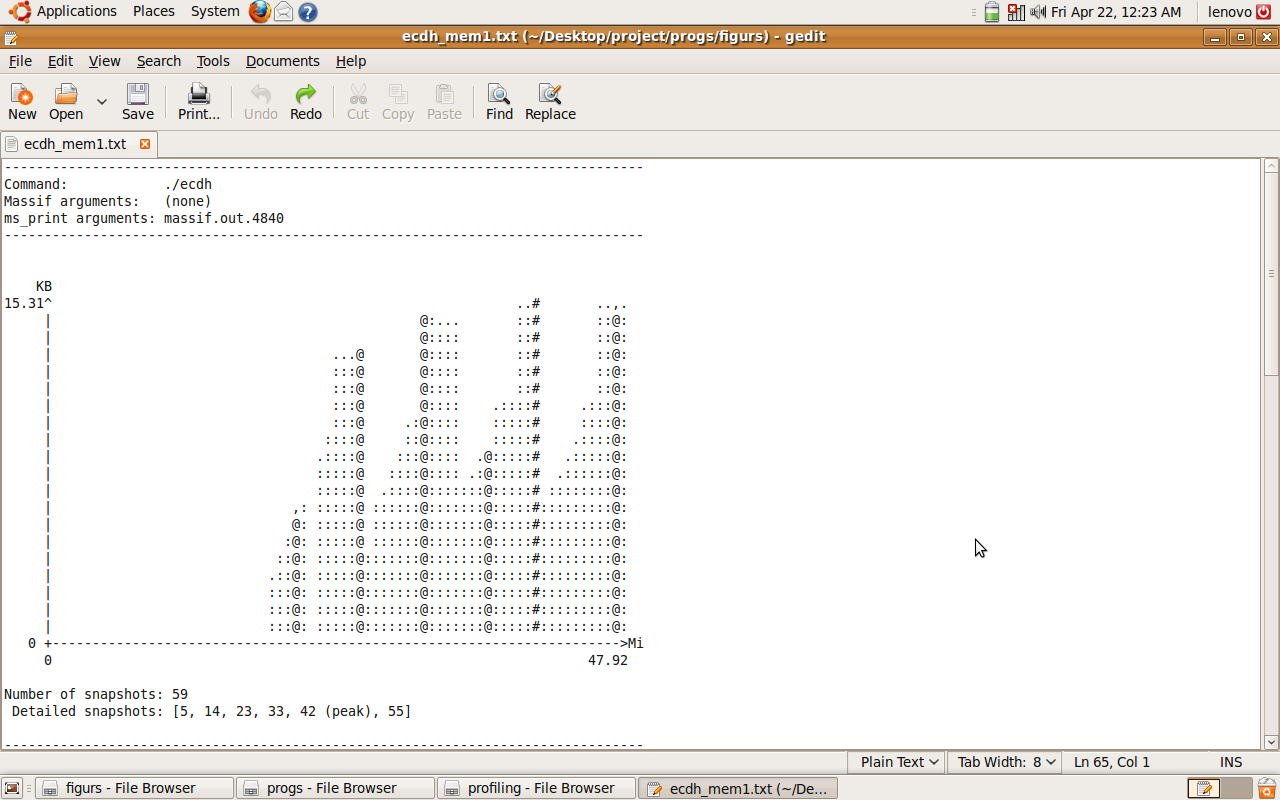 Applications Places System Fri Apr 22, 12:23 AM lenovo
ecdh_mem1.txt (~/Desktop/project/progs/figurs) - gedit
File Edit View Search Tools Documents Help
New Open Save Print... Undo Redo Cut Copy Paste Find Replace
ecdh_mem1.txt
--------------------------------------------------------------------------------
Command:            ./ecdh
Massif arguments:   (none)
ms_print arguments: massif.out.4840
--------------------------------------------------------------------------------
    KB
15.31^                                                          ..#       ..,.
     |                                              @:...       ::#       ::@:
     |                                              @::::       ::#       ::@:
     |                                   ...@       @::::       ::#       ::@:
     |                                   :::@       @::::       ::#       ::@:
     |                                   :::@       @::::       ::#       ::@:
     |                                   :::@       @::::    .::::#     .:::@:
     |                                   :::@     .:@::::    :::::#     ::::@:
     |                                  ::::@     ::@::::    :::::#    .::::@:
     |                                 .::::@    :::@::::  .@:::::#   .:::::@:
     |                                 :::::@   ::::@:::: .:@:::::#  .::::::@:
     |                                 :::::@  .::::@:::::::@:::::# ::::::::@:
     |                              ,: :::::@ ::::::@:::::::@:::::#:::::::::@:
     |                              @: :::::@ ::::::@:::::::@:::::#:::::::::@:
     |                             :@: :::::@ ::::::@:::::::@:::::#:::::::::@:
     |                            ::@: :::::@:::::::@:::::::@:::::#:::::::::@:
     |                           .::@: :::::@:::::::@:::::::@:::::#:::::::::@:
     |                           :::@: :::::@:::::::@:::::::@:::::#:::::::::@:
     |                           :::@: :::::@:::::::@:::::::@:::::#:::::::::@:
     |                           :::@: :::::@:::::::@:::::::@:::::#:::::::::@:
   0 +----------------------------------------------------------------------->Mi
     0                                                                   47.92
Number of snapshots: 59
 Detailed snapshots: [5, 14, 23, 33, 42 (peak), 55]
--------------------------------------------------------------------------------
Plain Text Tab Width: 8 Ln 65, Col 1 INS
figurs - File Browser progs - File Browser profiling - File Browser ecdh_mem1.txt (~/De...